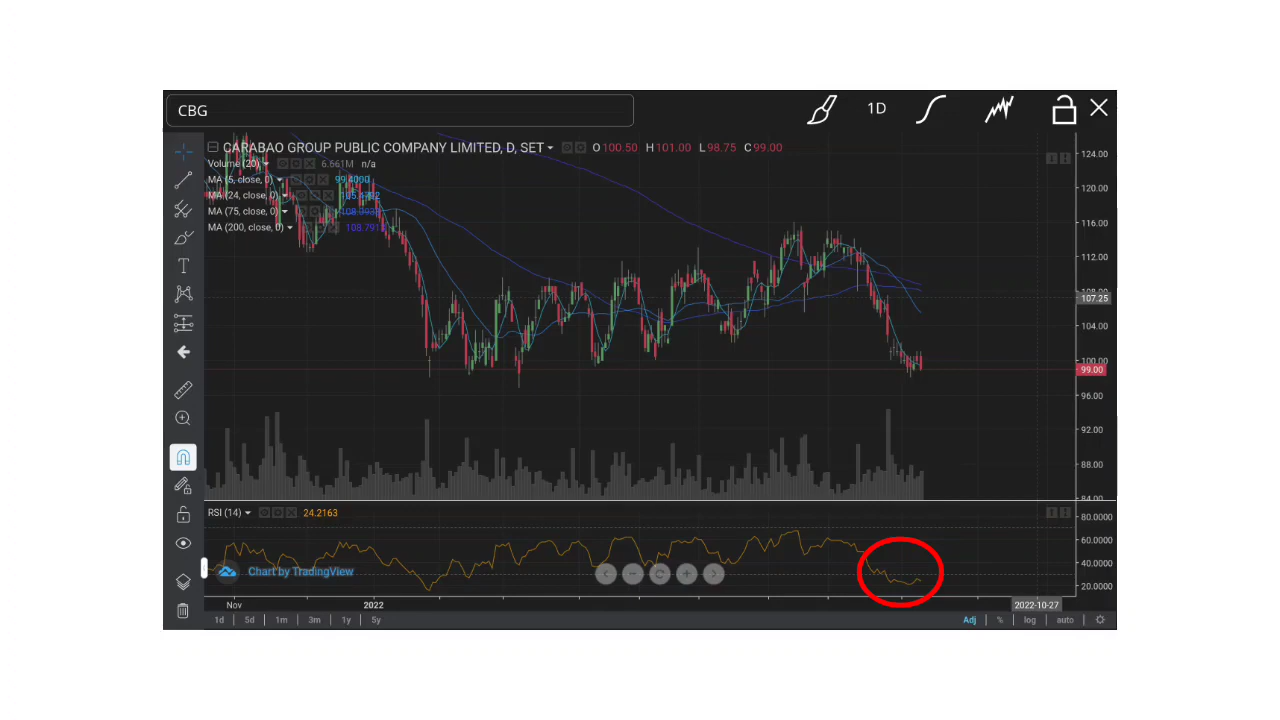 CBG
1D
CARABAO GROUP PUBLIC COMPANY LIMITED, D, SET O100.50 H101.00 L98.75 C99.00
Volume (20) 6.661M n/a
MA (5, close, 0) 99.4000
MA (24, close, 0)
MA (75, close, 0)
MA (200, close, 0) 108.791
124.00
120.00
116.00
112.00
108.00
107.25
104.00
100.00
99.00
96.00
92.00
88.00
84.00
RSI (14) 24.2163
80.0000
60.0000
40.0000
20.0000
Chart by TradingView
Nov 2022 2022-10-27
1d 5d 1m 3m 1y 5y Adj % log auto